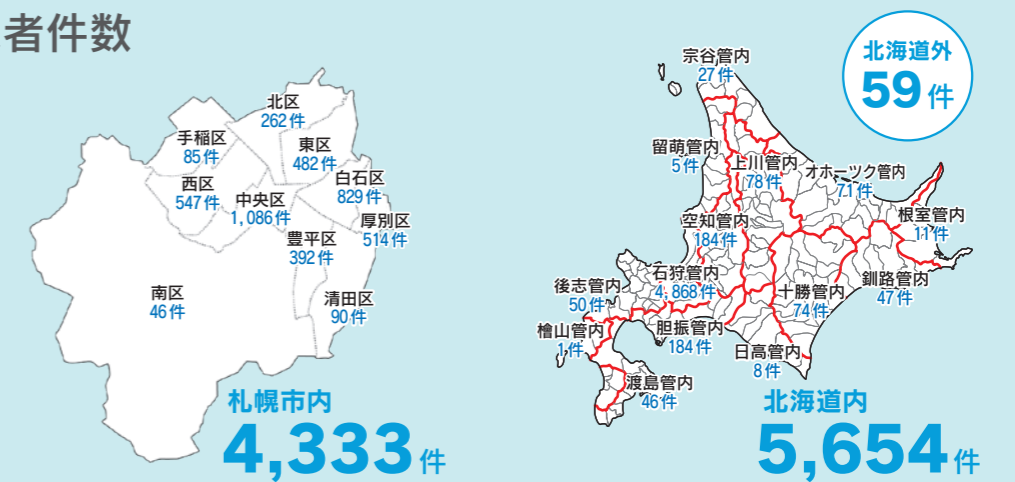 者件数
北区
262件
手稲区
85件
東区
482件
西区
547件
中央区
1,086件
白石区
829件
厚別区
514件
豊平区
392件
南区
46件
清田区
90件
札幌市内
4,333件
北海道外
59件
宗谷管内
27件
留萌管内
5件
上川管内
78件
オホーツク管内
71件
空知管内
184件
根室管内
11件
石狩管内
4,868件
後志管内
50件
十勝管内
74件
釧路管内
47件
檜山管内
1件
胆振管内
184件
日高管内
8件
渡島管内
46件
北海道内
5,654件